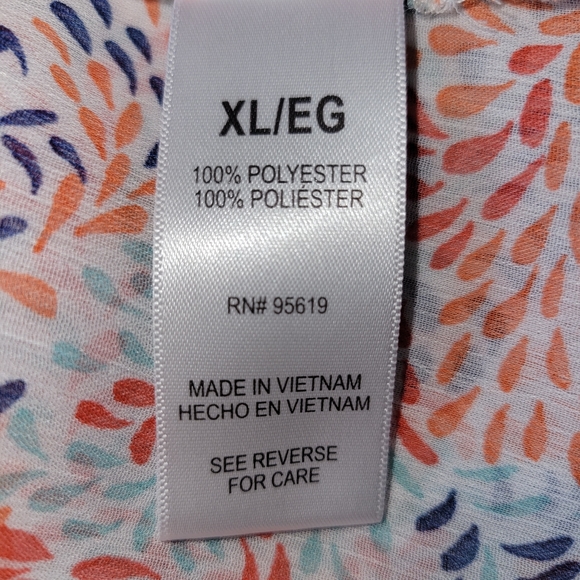 XL/EG
100% POLYESTER
100% POLIÉSTER
RN# 95619
MADE IN VIETNAM
HECHO EN VIETNAM
SEE REVERSE
FOR CARE